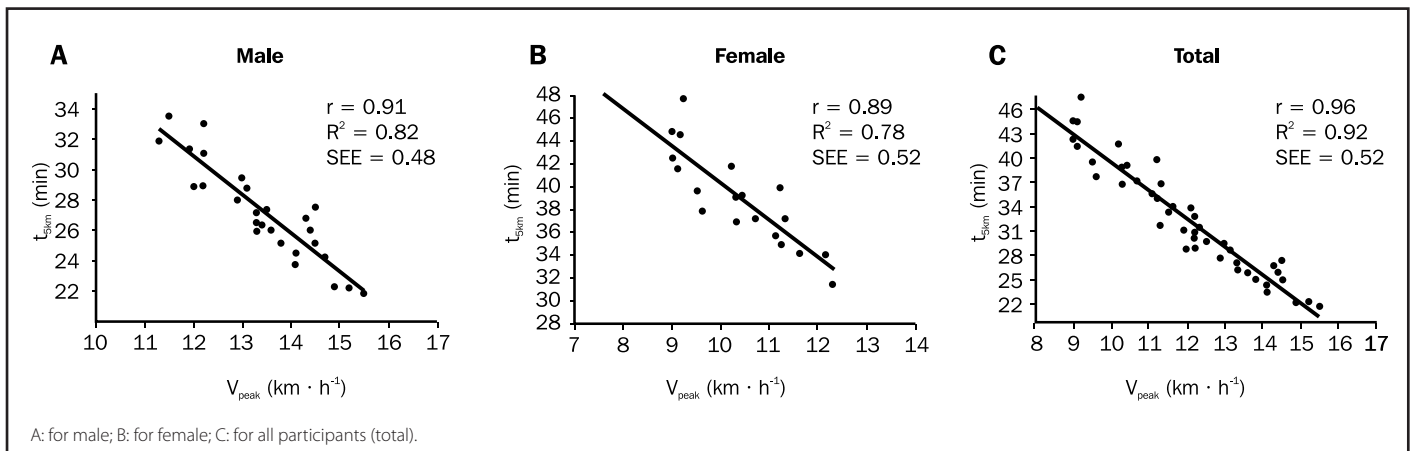 A Male
r = 0.91
R² = 0.82
SEE = 0.48
t5km (min)
34
32
30
28
26
24
22
10 11 12 13 14 15 16 17
Vpeak (km · h⁻¹)
B Female
r = 0.89
R² = 0.78
SEE = 0.52
t5km (min)
48
46
44
42
40
38
36
34
32
30
28
7 8 9 10 11 12 13 14
Vpeak (km · h⁻¹)
C Total
r = 0.96
R² = 0.92
SEE = 0.52
t5km (min)
46
43
40
37
34
31
28
25
22
8 9 10 11 12 13 14 15 16 17
Vpeak (km · h⁻¹)
A: for male; B: for female; C: for all participants (total).